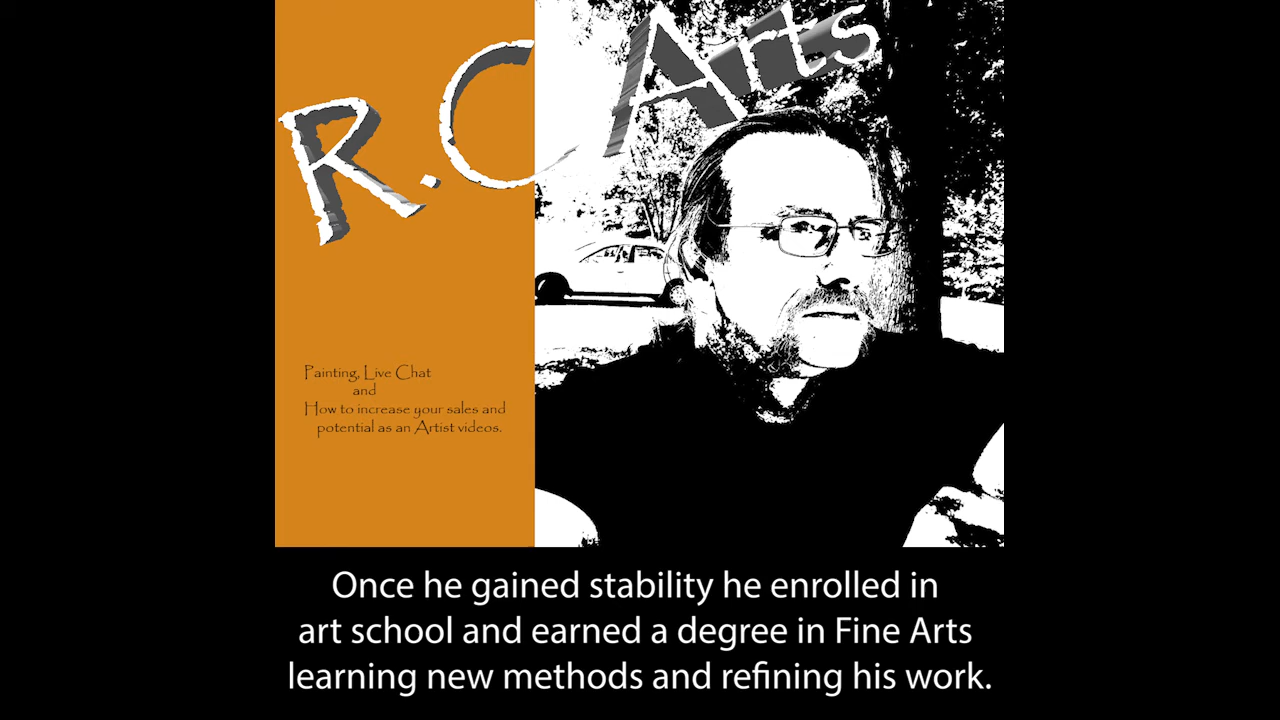 R.C Arts
Painting, Live Chat
and
How to increase your sales and
potential as an Artist videos.
Once he gained stability he enrolled in
art school and earned a degree in Fine Arts
learning new methods and refining his work.